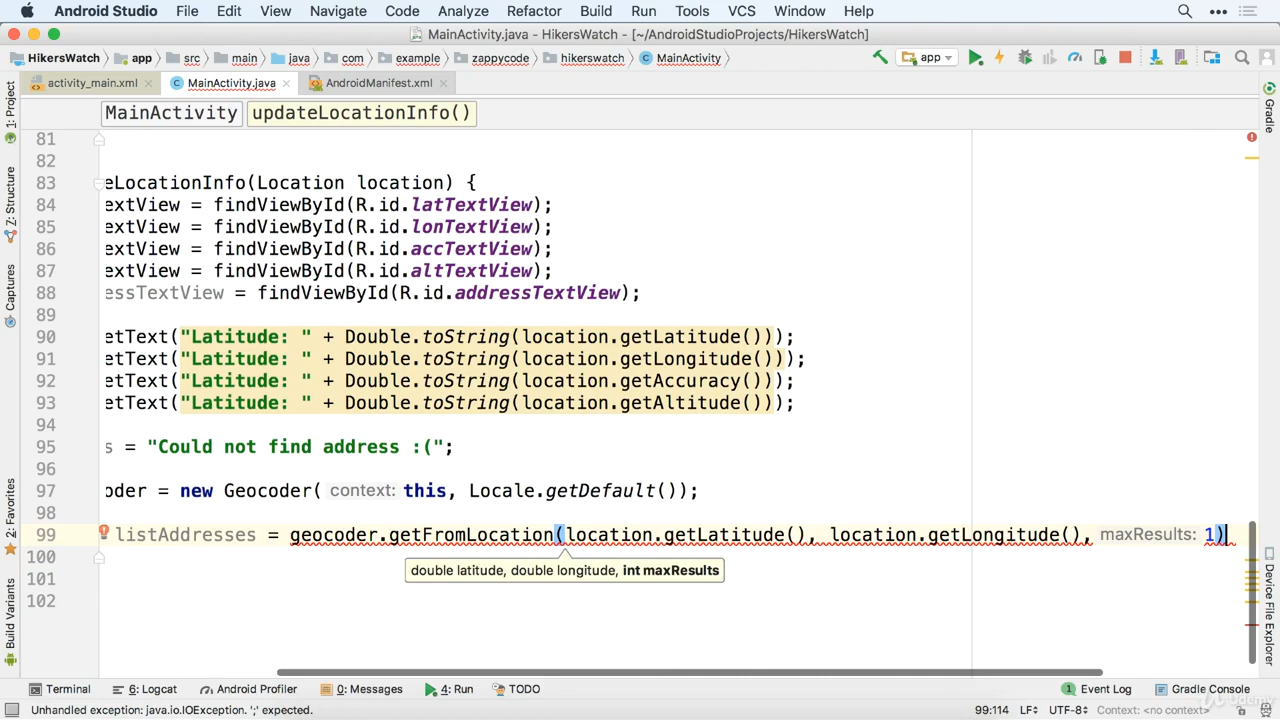 Android Studio File Edit View Navigate Code Analyze Refactor Build Run Tools VCS Window Help
MainActivity.java - HikersWatch [~/AndroidStudioProjects/HikersWatch]
HikersWatch app src main java com example zappycode hikerswatch MainActivity app
activity_main.xml MainActivity.java AndroidManifest.xml
MainActivity updateLocationInfo()
1: Project
Z: Structure
Captures
2: Favorites
Build Variants
81
82
83 eLocationInfo(Location location) {
84 extView = findViewById(R.id.latTextView);
85 extView = findViewById(R.id.lonTextView);
86 extView = findViewById(R.id.accTextView);
87 extView = findViewById(R.id.altTextView);
88 essTextView = findViewById(R.id.addressTextView);
89
90 etText("Latitude: " + Double.toString(location.getLatitude()));
91 etText("Latitude: " + Double.toString(location.getLongitude()));
92 etText("Latitude: " + Double.toString(location.getAccuracy()));
93 etText("Latitude: " + Double.toString(location.getAltitude()));
94
95 s = "Could not find address :(";
96
97 oder = new Geocoder( context: this, Locale.getDefault());
98
99 listAddresses = geocoder.getFromLocation(location.getLatitude(), location.getLongitude(), maxResults: 1)
100
double latitude, double longitude, int maxResults
101
102
Gradle
Device File Explorer
Terminal 6: Logcat Android Profiler 0: Messages 4: Run TODO 1 Event Log Gradle Console
Unhandled exception: java.io.IOException. ';' expected. 99:114 LF÷ UTF-8÷ Context: <no context>
Udemy